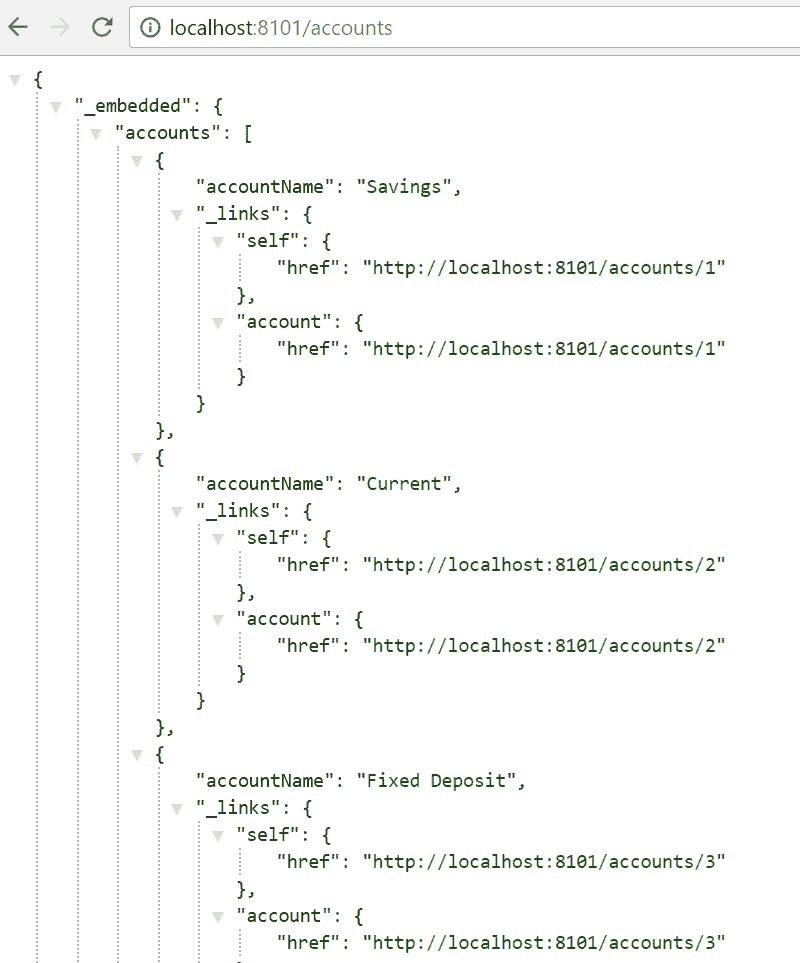 localhost:8101/accounts
{
"_embedded": {
"accounts": [
{
"accountName": "Savings",
"_links": {
"self": {
"href": "http://localhost:8101/accounts/1"
},
"account": {
"href": "http://localhost:8101/accounts/1"
}
}
},
{
"accountName": "Current",
"_links": {
"self": {
"href": "http://localhost:8101/accounts/2"
},
"account": {
"href": "http://localhost:8101/accounts/2"
}
}
},
{
"accountName": "Fixed Deposit",
"_links": {
"self": {
"href": "http://localhost:8101/accounts/3"
},
"account": {
"href": "http://localhost:8101/accounts/3"